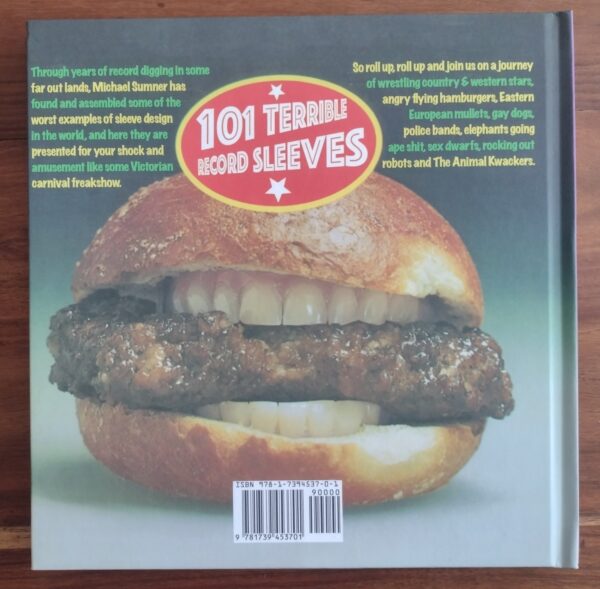 Through years of record digging in some
far out lands, Michael Sumner has
found and assembled some of the
worst examples of sleeve design
in the world, and here they are
presented for your shock and
amusement like some Victorian
carnival freakshow.
101 TERRIBLE
RECORD SLEEVES
So roll up, roll up and join us on a journey
of wrestling country & western stars,
angry flying hamburgers, Eastern
European mullets, gay dogs,
police bands, elephants going
ape shit, sex dwarfs, rocking out
robots and The Animal Kwackers.
ISBN 978-1-7394537-0-1
90000
9 781739 453701